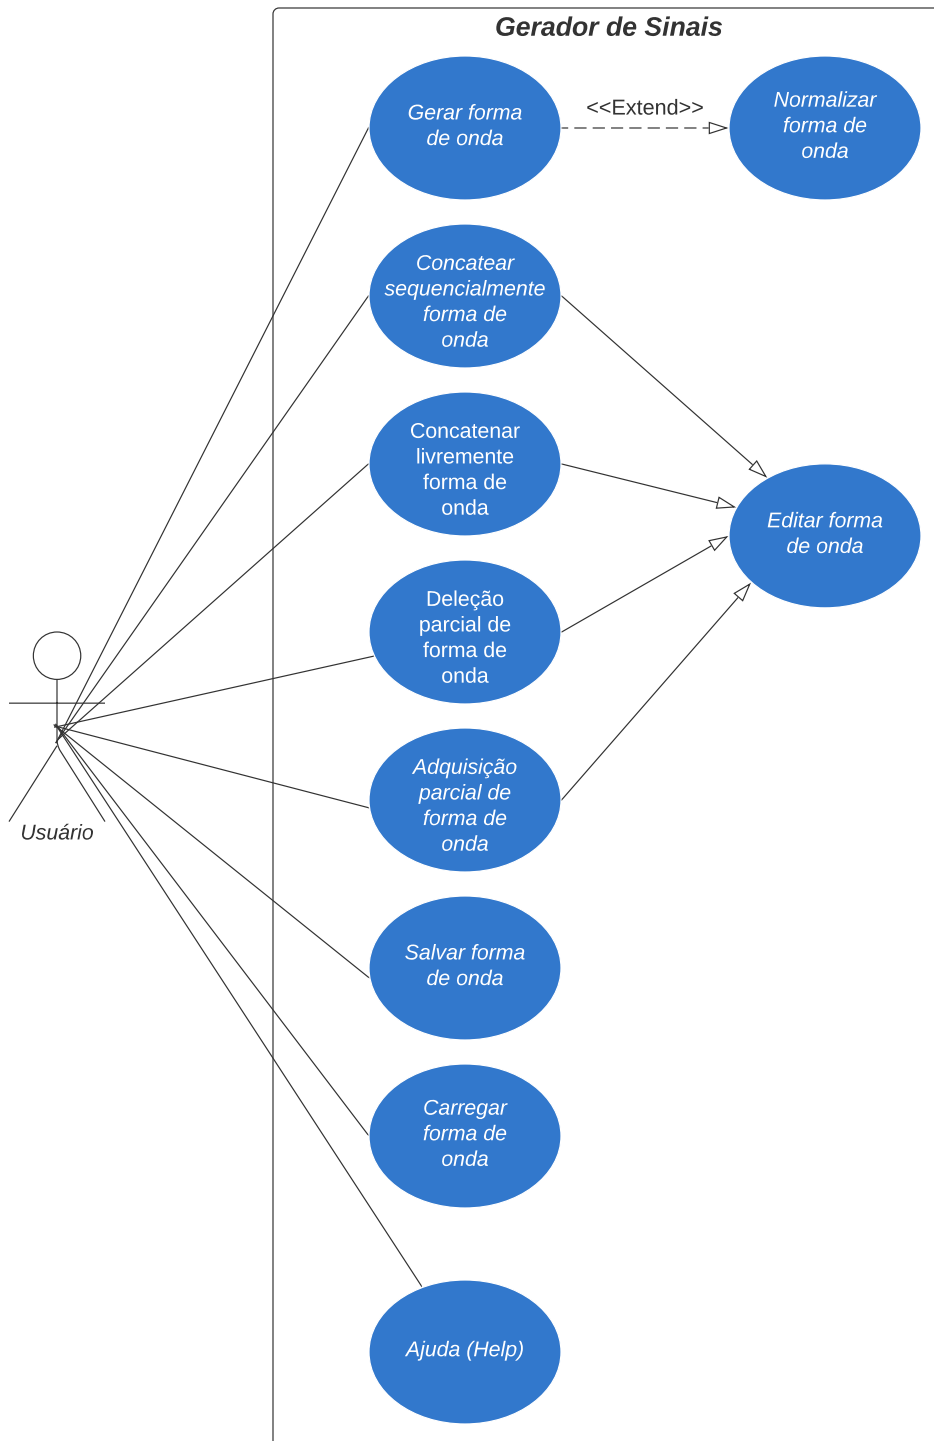 Gerador de Sinais
Gerar forma
de onda
<<Extend>>
Normalizar
forma de
onda
Concatear
sequencialmente
forma de
onda
Concatenar
livremente
forma de
onda
Editar forma
de onda
Deleção
parcial de
forma de
onda
Adquisição
parcial de
forma de
onda
Usuário
Salvar forma
de onda
Carregar
forma de
onda
Ajuda (Help)